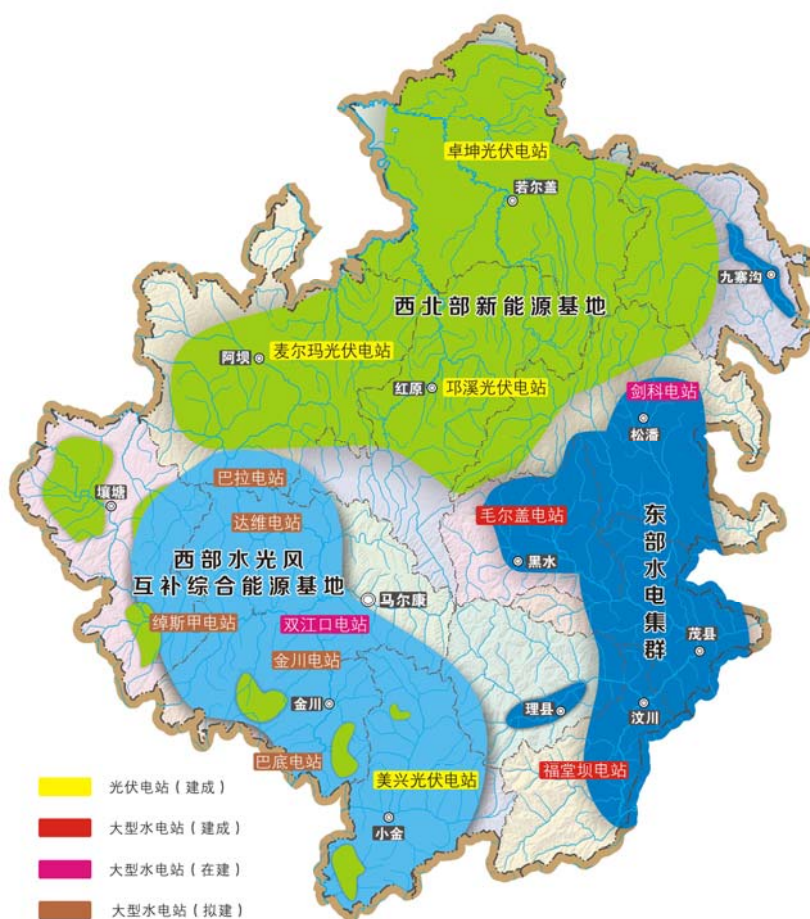 卓坤光伏电站
若尔盖
九寨沟
西北部新能源基地
阿坝
麦尔玛光伏电站
红原
邛溪光伏电站
剑科电站
松潘
巴拉电站
壤塘
达维电站
毛尔盖电站
东部水电集群
黑水
西部水光风
互补综合能源基地
马尔康
绰斯甲电站
双江口电站
茂县
金川电站
金川
理县
汶川
巴底电站
美兴光伏电站
福堂坝电站
小金
光伏电站（建成）
大型水电站（建成）
大型水电站（在建）
大型水电站（拟建）